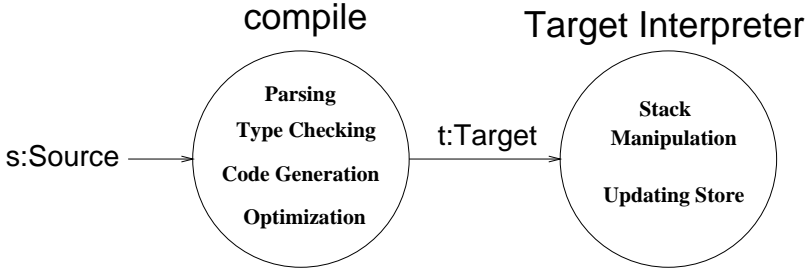 compile
Target Interpreter
Parsing
Type Checking
Code Generation
Optimization
s:Source
t:Target
Stack
Manipulation
Updating Store